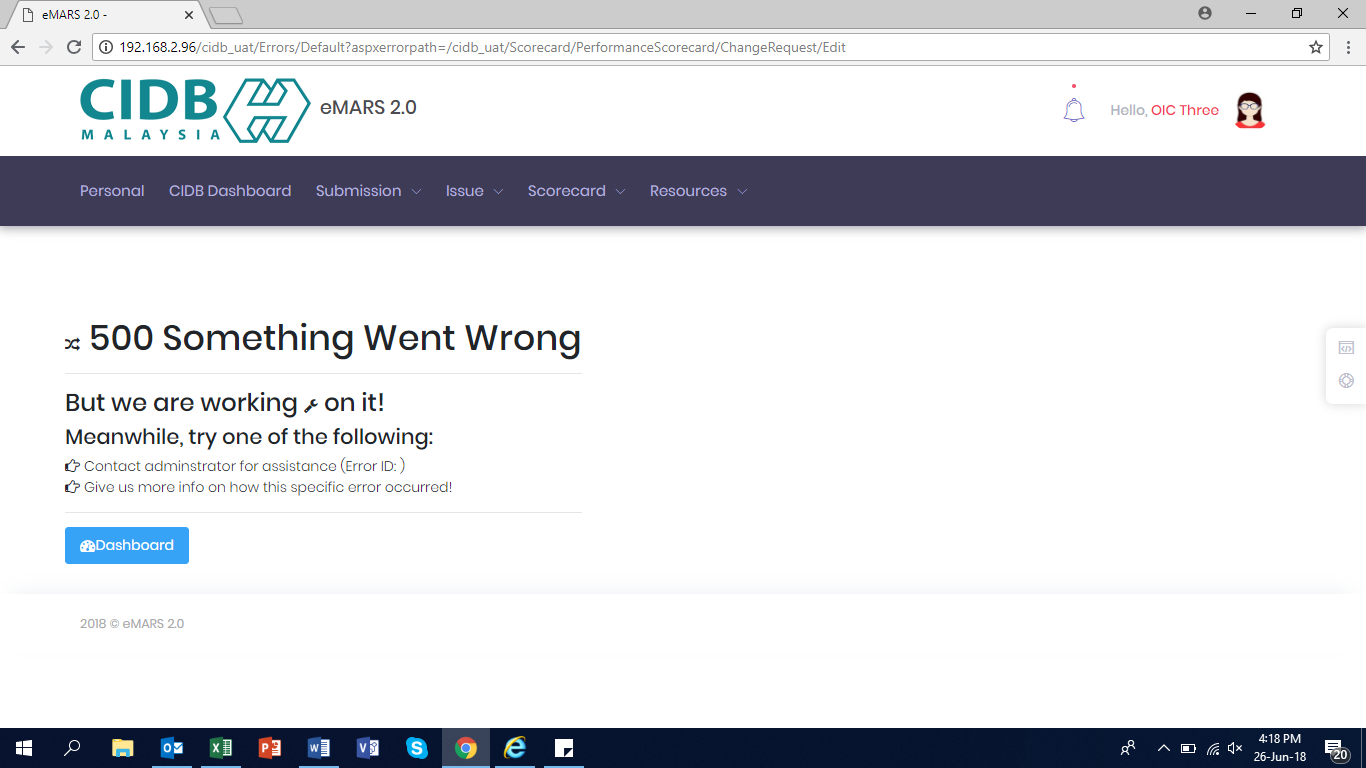 eMARS 2.0 -
192.168.2.96/cidb_uat/Errors/Default?aspxerrorpath=/cidb_uat/Scorecard/PerformanceScorecard/ChangeRequest/Edit
CIDB
MALAYSIA
eMARS 2.0
Hello, OIC Three
Personal CIDB Dashboard Submission Issue Scorecard Resources
500 Something Went Wrong
But we are working on it!
Meanwhile, try one of the following:
Contact adminstrator for assistance (Error ID: )
Give us more info on how this specific error occurred!
Dashboard
2018 © eMARS 2.0
4:18 PM
26-Jun-18
20